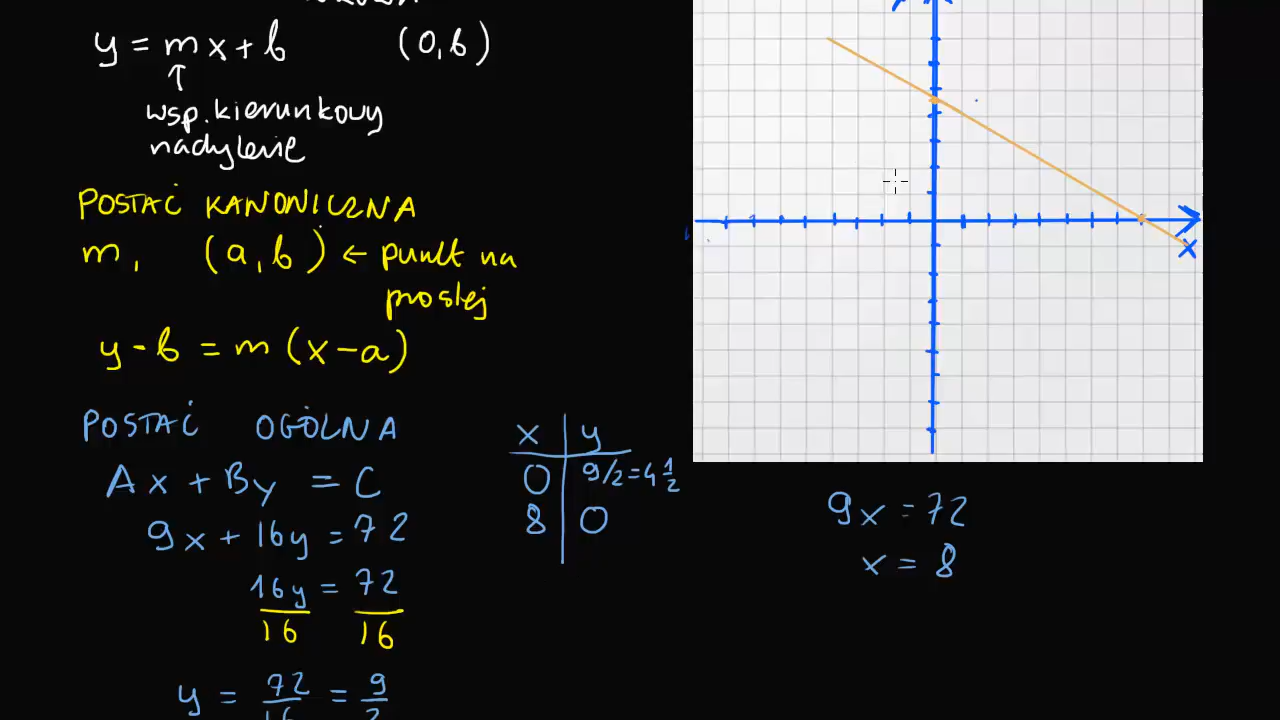 y = mx + b (0, b)
↑
wsp. kierunkowy
nadylenie
POSTAĆ KANONICZNA
m, (a, b) ← punkt na
prostej
y - b = m (x - a)
POSTAĆ OGÓLNA
Ax + By = C
9x + 16y = 72
16y = 72
16 16
y = 72/16 = 9/2
x | y
0 | 9/2 = 4 1/2
8 | 0
x
9x = 72
x = 8